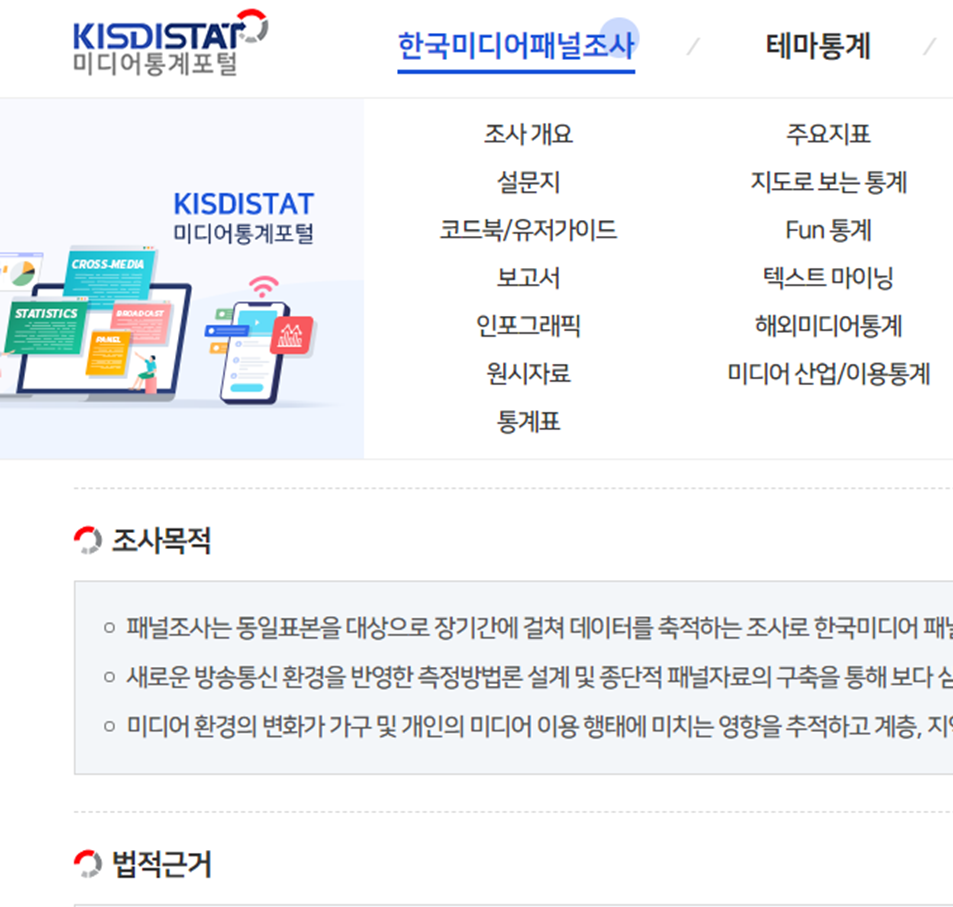 KISDISTAT
미디어통계포털
한국미디어패널조사 / 테마통계 /
조사 개요
설문지
코드북/유저가이드
보고서
인포그래픽
원시자료
통계표
주요지표
지도로 보는 통계
Fun 통계
텍스트 마이닝
해외미디어통계
미디어 산업/이용통계
KISDISTAT
미디어통계포털
CROSS-MEDIA
STATISTICS
BROADCAST
PANEL
조사목적
패널조사는 동일표본을 대상으로 장기간에 걸쳐 데이터를 축적하는 조사로 한국미디어 패널
새로운 방송통신 환경을 반영한 측정방법론 설계 및 종단적 패널자료의 구축을 통해 보다 심
미디어 환경의 변화가 가구 및 개인의 미디어 이용 행태에 미치는 영향을 추적하고 계층, 지역
법적근거